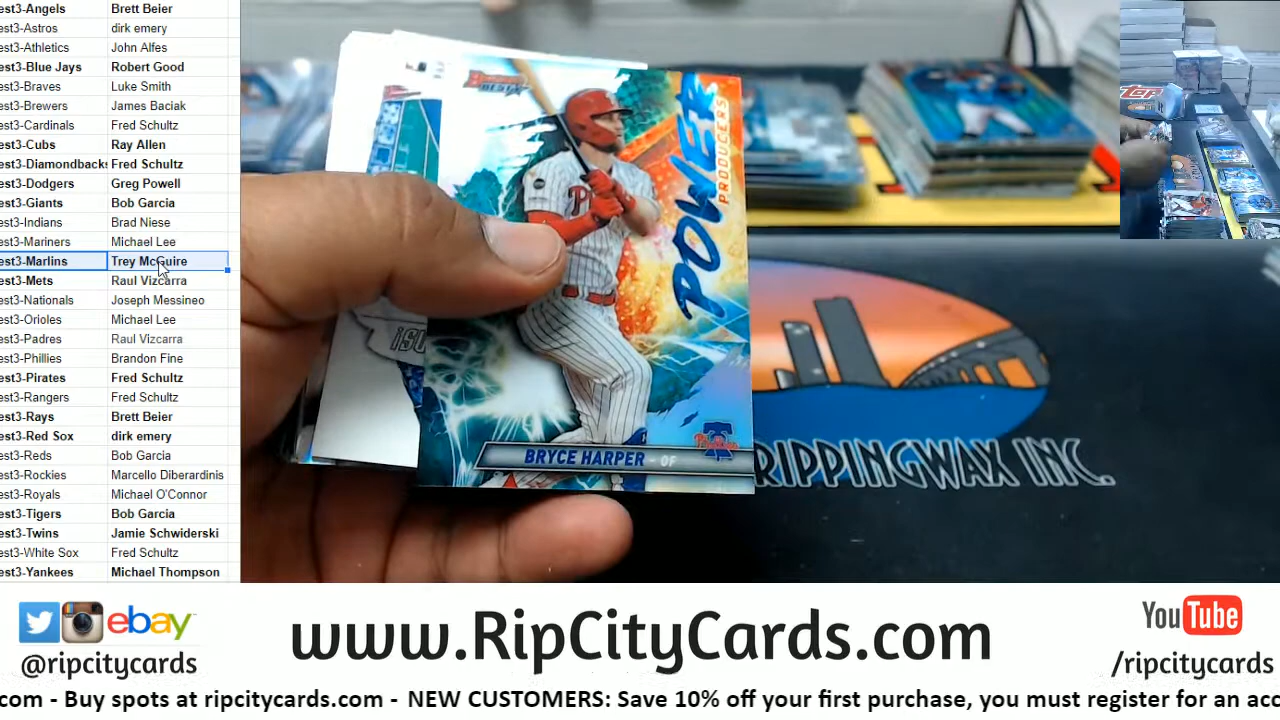 est3-Angels Brett Beier
est3-Astros dirk emery
est3-Athletics John Alfes
est3-Blue Jays Robert Good
est3-Braves Luke Smith
est3-Brewers James Baciak
est3-Cardinals Fred Schultz
est3-Cubs Ray Allen
est3-Diamondbacks Fred Schultz
est3-Dodgers Greg Powell
est3-Giants Bob Garcia
est3-Indians Brad Niese
est3-Mariners Michael Lee
est3-Marlins Trey McGuire
est3-Mets Raul Vizcarra
est3-Nationals Joseph Messineo
est3-Orioles Michael Lee
est3-Padres Raul Vizcarra
est3-Phillies Brandon Fine
est3-Pirates Fred Schultz
est3-Rangers Fred Schultz
est3-Rays Brett Beier
est3-Red Sox dirk emery
est3-Reds Bob Garcia
est3-Rockies Marcello Diberardinis
est3-Royals Michael O'Connor
est3-Tigers Bob Garcia
est3-Twins Jamie Schwiderski
est3-White Sox Fred Schultz
est3-Yankees Michael Thompson
POWER
PRODUCERS
BRYCE HARPER - OF
Phillies
RIPPINGWAX INC.
ebay
@ripcitycards
www.RipCityCards.com
YouTube
/ripcitycards
com - Buy spots at ripcitycards.com - NEW CUSTOMERS: Save 10% off your first purchase, you must register for an acc